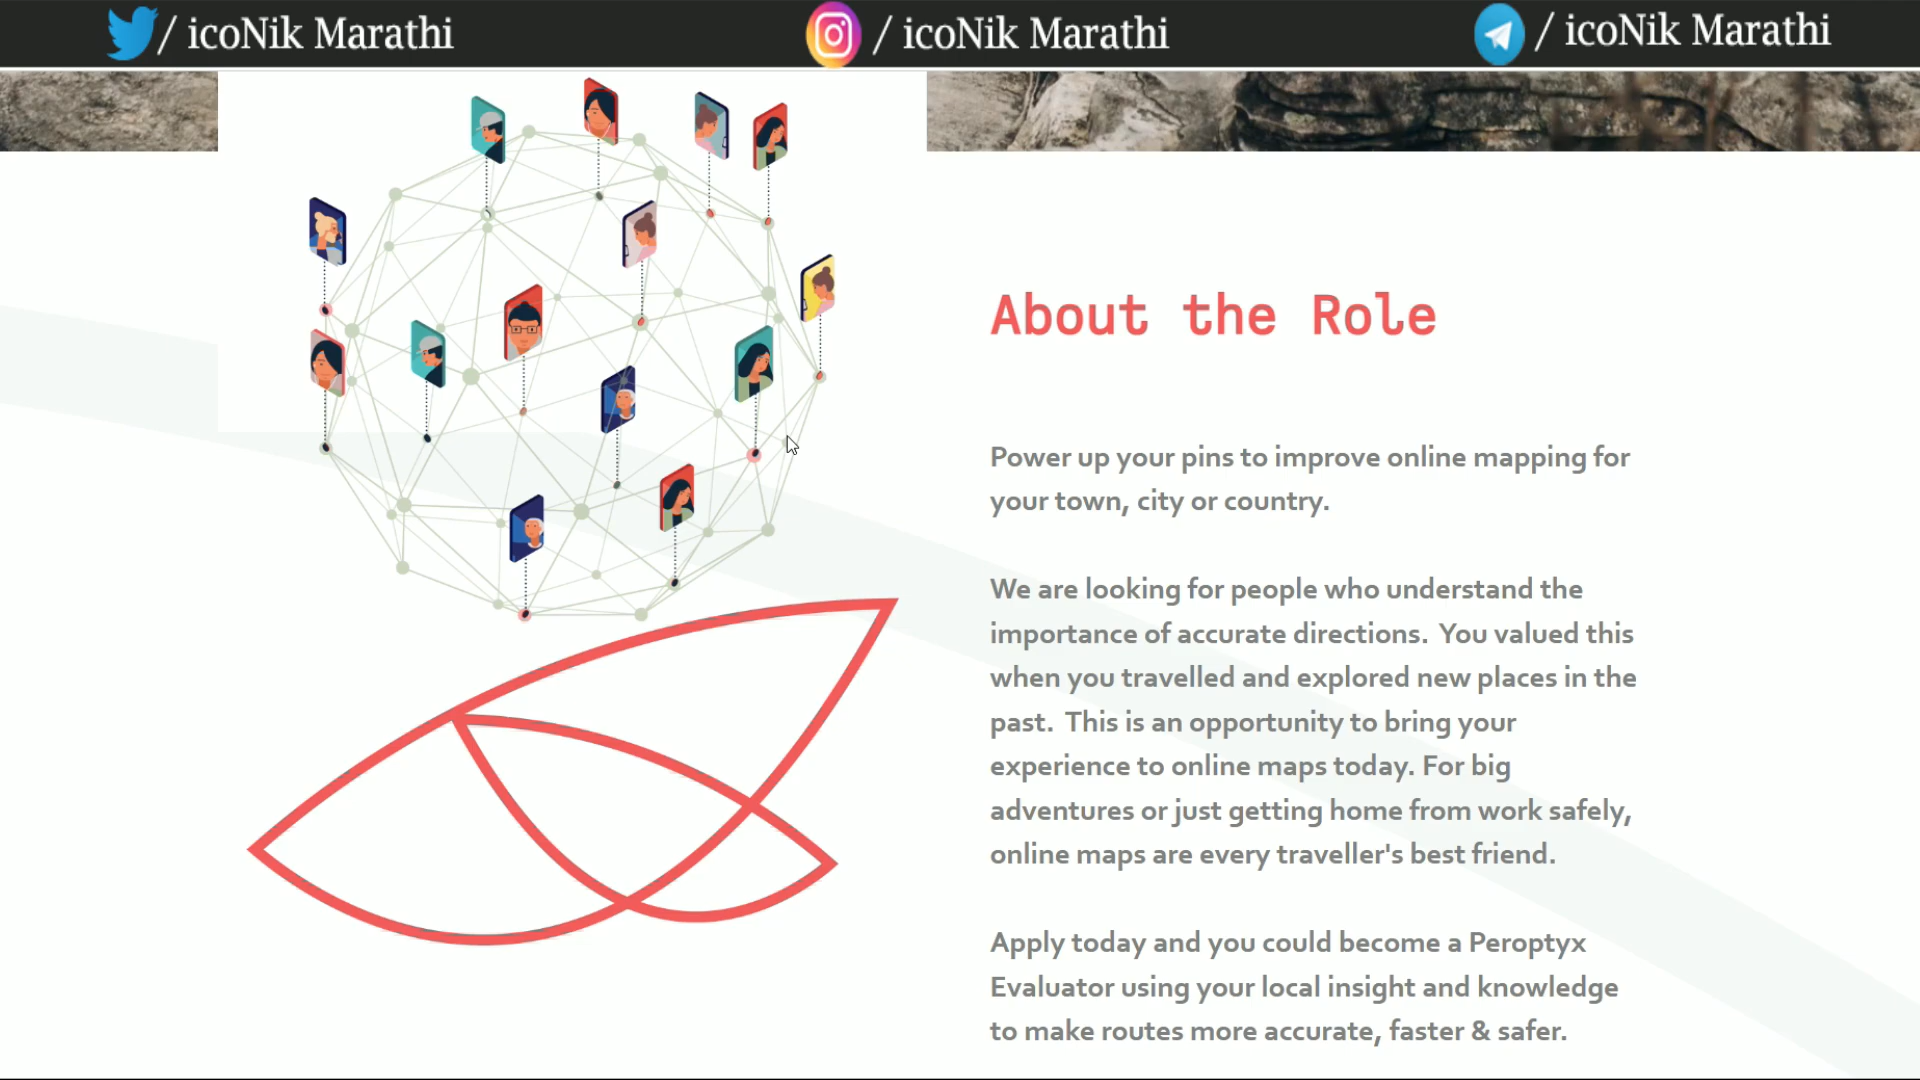 / icoNik Marathi
/ icoNik Marathi
/ icoNik Marathi
About the Role
Power up your pins to improve online mapping for
your town, city or country.
We are looking for people who understand the
importance of accurate directions. You valued this
when you travelled and explored new places in the
past. This is an opportunity to bring your
experience to online maps today. For big
adventures or just getting home from work safely,
online maps are every traveller's best friend.
Apply today and you could become a Peroptyx
Evaluator using your local insight and knowledge
to make routes more accurate, faster & safer.